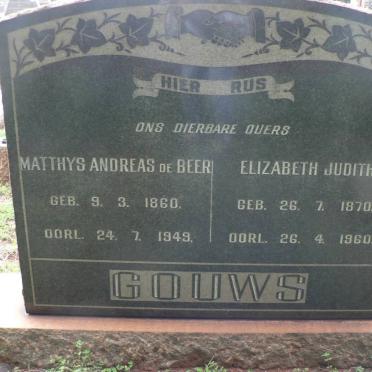 HIER RUS
ONS DIERBARE OUERS
MATTHYS ANDREAS DE BEER
GEB. 9. 3. 1860.
OORL. 24. 7. 1949.
ELIZABETH JUDITH
GEB. 26. 7. 1870.
OORL. 26. 4. 1960.
GOUWS